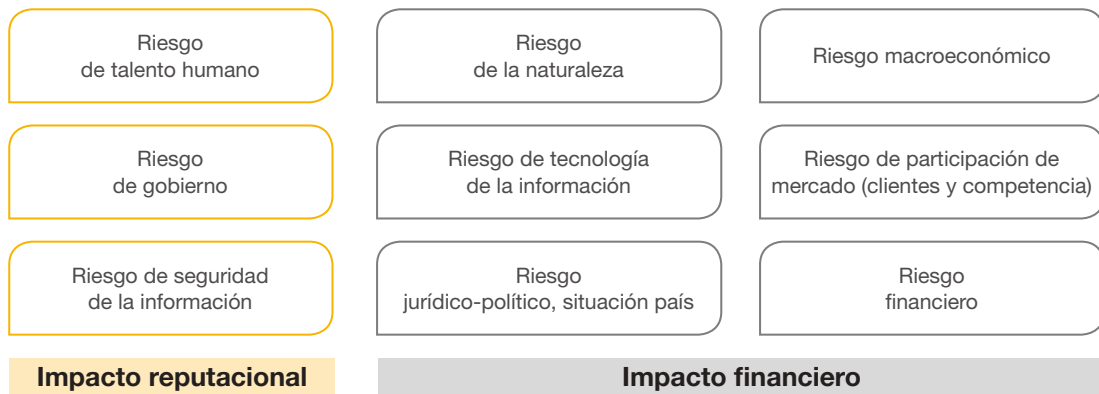 Riesgo
de talento humano
Riesgo
de la naturaleza
Riesgo macroeconómico
Riesgo
de gobierno
Riesgo de tecnología
de la información
Riesgo de participación de
mercado (clientes y competencia)
Riesgo de seguridad
de la información
Riesgo
jurídico-político, situación país
Riesgo
financiero
Impacto reputacional
Impacto financiero